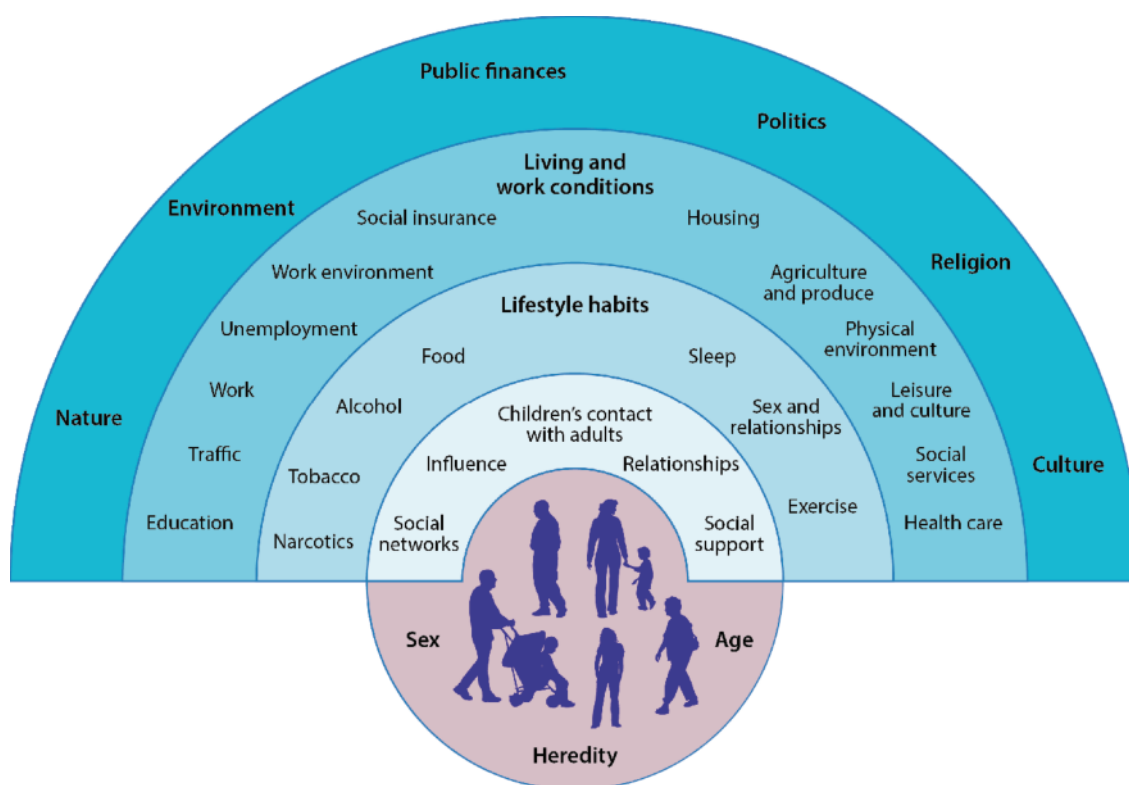 Public finances
Politics
Environment
Religion
Nature
Culture
Living and
work conditions
Social insurance
Housing
Work environment
Agriculture
and produce
Unemployment
Physical
environment
Work
Leisure
and culture
Traffic
Social
services
Education
Health care
Lifestyle habits
Food
Sleep
Alcohol
Sex and
relationships
Tobacco
Exercise
Narcotics
Children’s contact
with adults
Influence
Relationships
Social
networks
Social
support
Sex
Age
Heredity